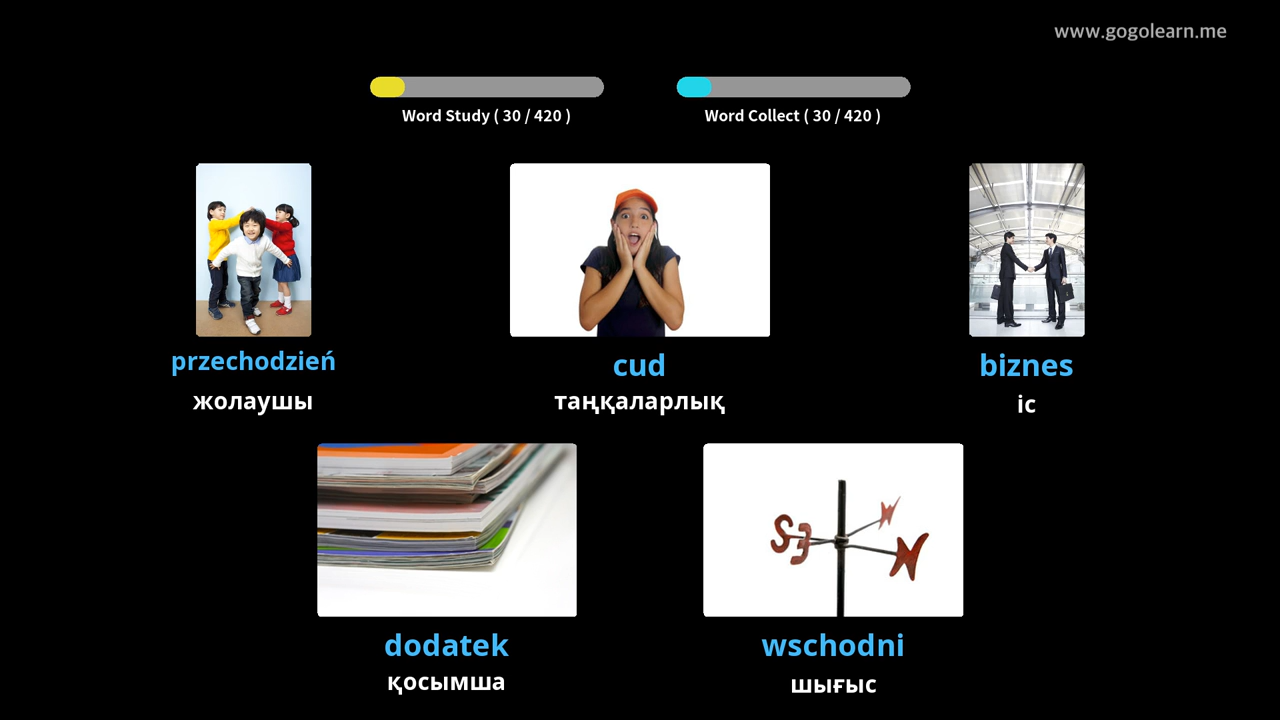 www.gogolearn.me
Word Study ( 30 / 420 )
Word Collect ( 30 / 420 )
przechodzień
cud
biznes
жолаушы
таңқаларлық
іс
S
E
N
W
dodatek
wschodni
қосымша
шығыс